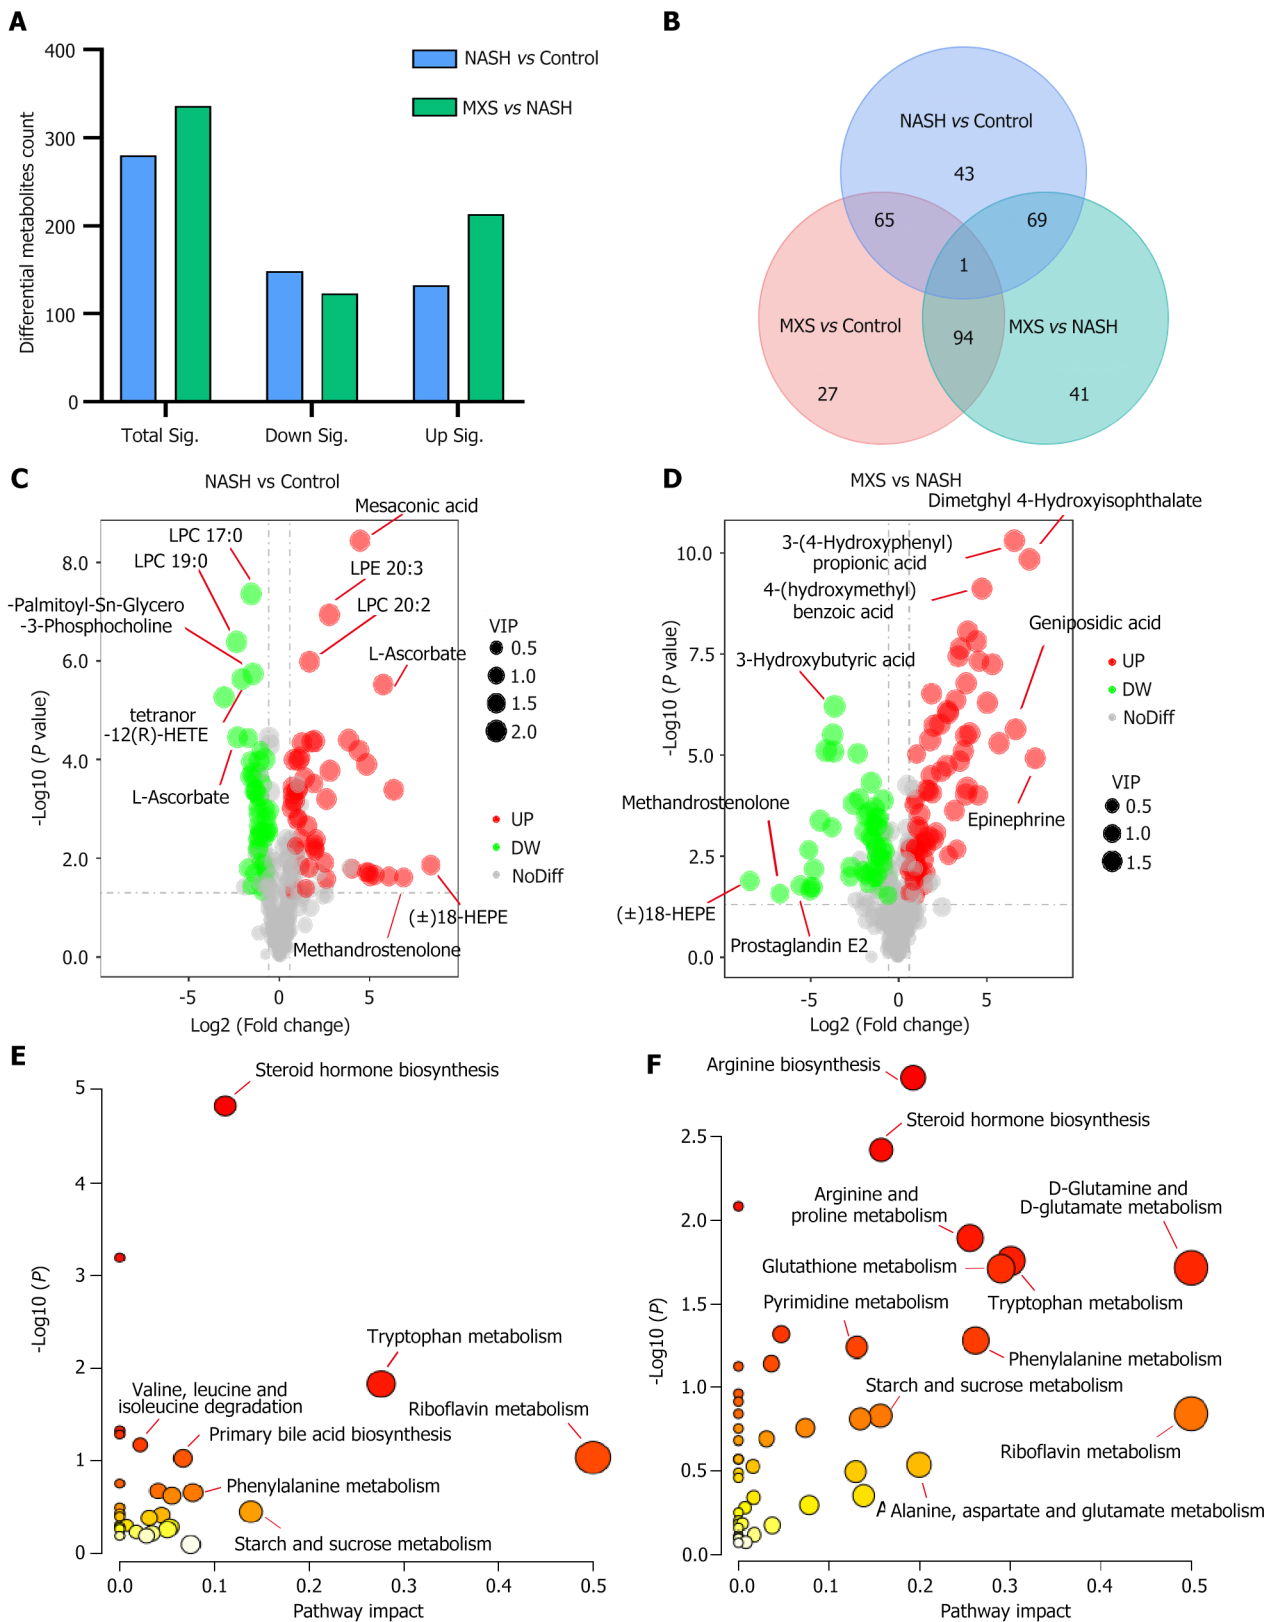 A
400
300
200
100
0
Differential metabolites count
NASH vs Control
MXS vs NASH
Total Sig.
Down Sig.
Up Sig.
B
NASH vs Control
43
65
69
1
MXS vs Control
MXS vs NASH
94
27
41
C
NASH vs Control
Mesaconic acid
LPC 17:0
LPC 19:0
LPE 20:3
LPC 20:2
-Palmitoyl-Sn-Glycero
-3-Phosphocholine
L-Ascorbate
tetranor
-12(R)-HETE
L-Ascorbate
(±)18-HEPE
Methandrostenolone
8.0
6.0
4.0
2.0
0.0
-Log10 (P value)
-5
0
5
Log2 (Fold change)
VIP
0.5
1.0
1.5
2.0
UP
DW
NoDiff
D
MXS vs NASH
Dimetghyl 4-Hydroxyisophthalate
3-(4-Hydroxyphenyl)
propionic acid
4-(hydroxymethyl)
benzoic acid
Geniposidic acid
3-Hydroxybutyric acid
Methandrostenolone
Epinephrine
(±)18-HEPE
Prostaglandin E2
10.0
7.5
5.0
2.5
0.0
-Log10 (P value)
-5
0
5
Log2 (Fold change)
UP
DW
NoDiff
VIP
0.5
1.0
1.5
E
Steroid hormone biosynthesis
Tryptophan metabolism
Valine, leucine and
isoleucine degradation
Riboflavin metabolism
Primary bile acid biosynthesis
Phenylalanine metabolism
Starch and sucrose metabolism
5
4
3
2
1
0
-Log10 (P)
0.0
0.1
0.2
0.3
0.4
0.5
Pathway impact
F
Arginine biosynthesis
Steroid hormone biosynthesis
D-Glutamine and
D-glutamate metabolism
Arginine and
proline metabolism
Glutathione metabolism
Tryptophan metabolism
Pyrimidine metabolism
Phenylalanine metabolism
Starch and sucrose metabolism
Riboflavin metabolism
A Alanine, aspartate and glutamate metabolism
2.5
2.0
1.5
1.0
0.5
0.0
-Log10 (P)
0.0
0.1
0.2
0.3
0.4
0.5
Pathway impact